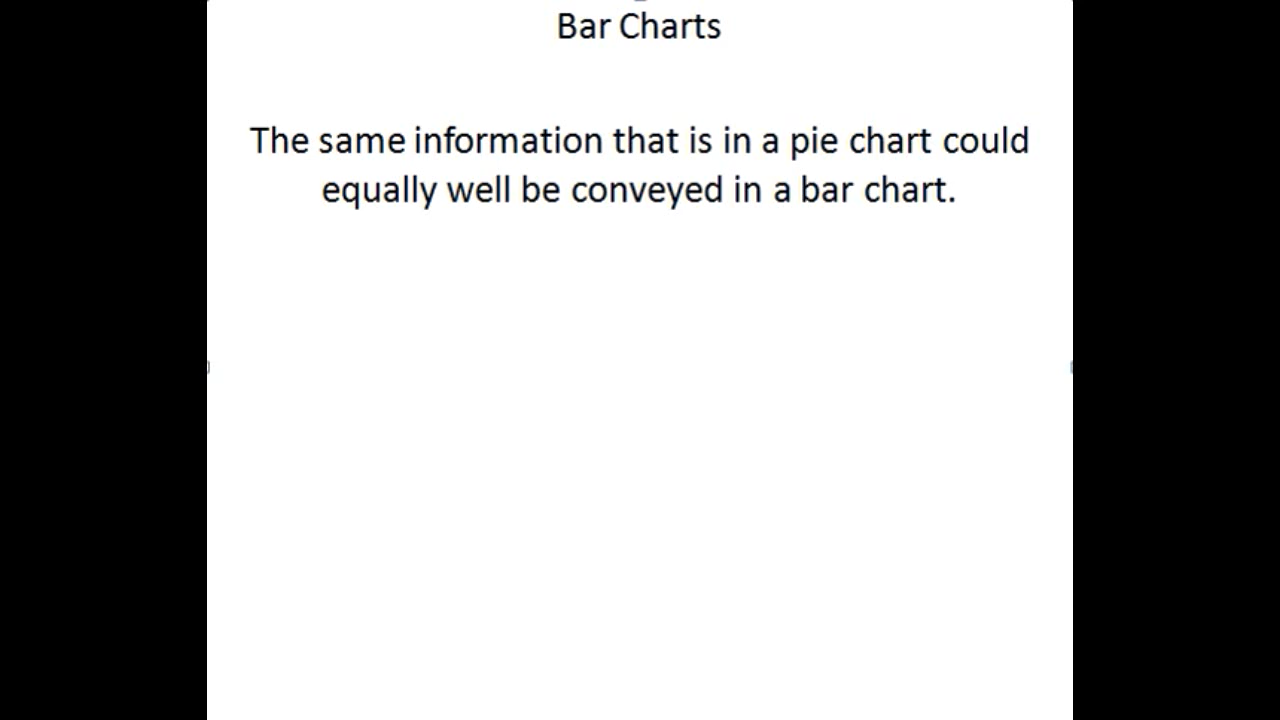 Bar Charts
The same information that is in a pie chart could
equally well be conveyed in a bar chart.